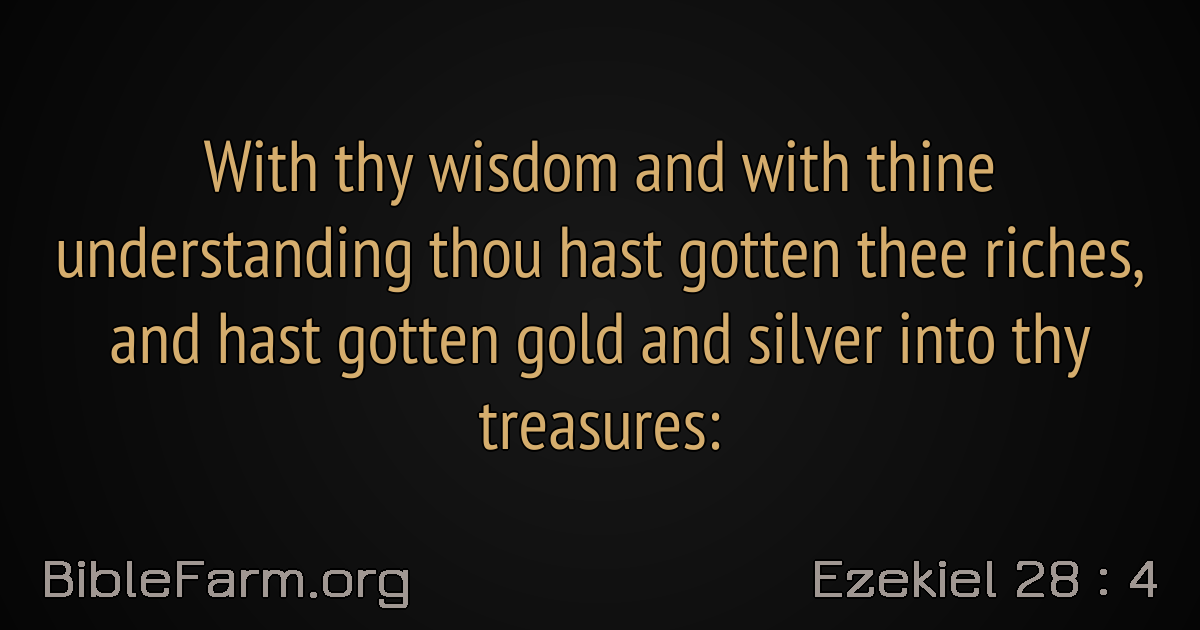 With thy wisdom and with thine
understanding thou hast gotten thee riches,
and hast gotten gold and silver into thy
treasures:
BibleFarm.org
Ezekiel 28 : 4